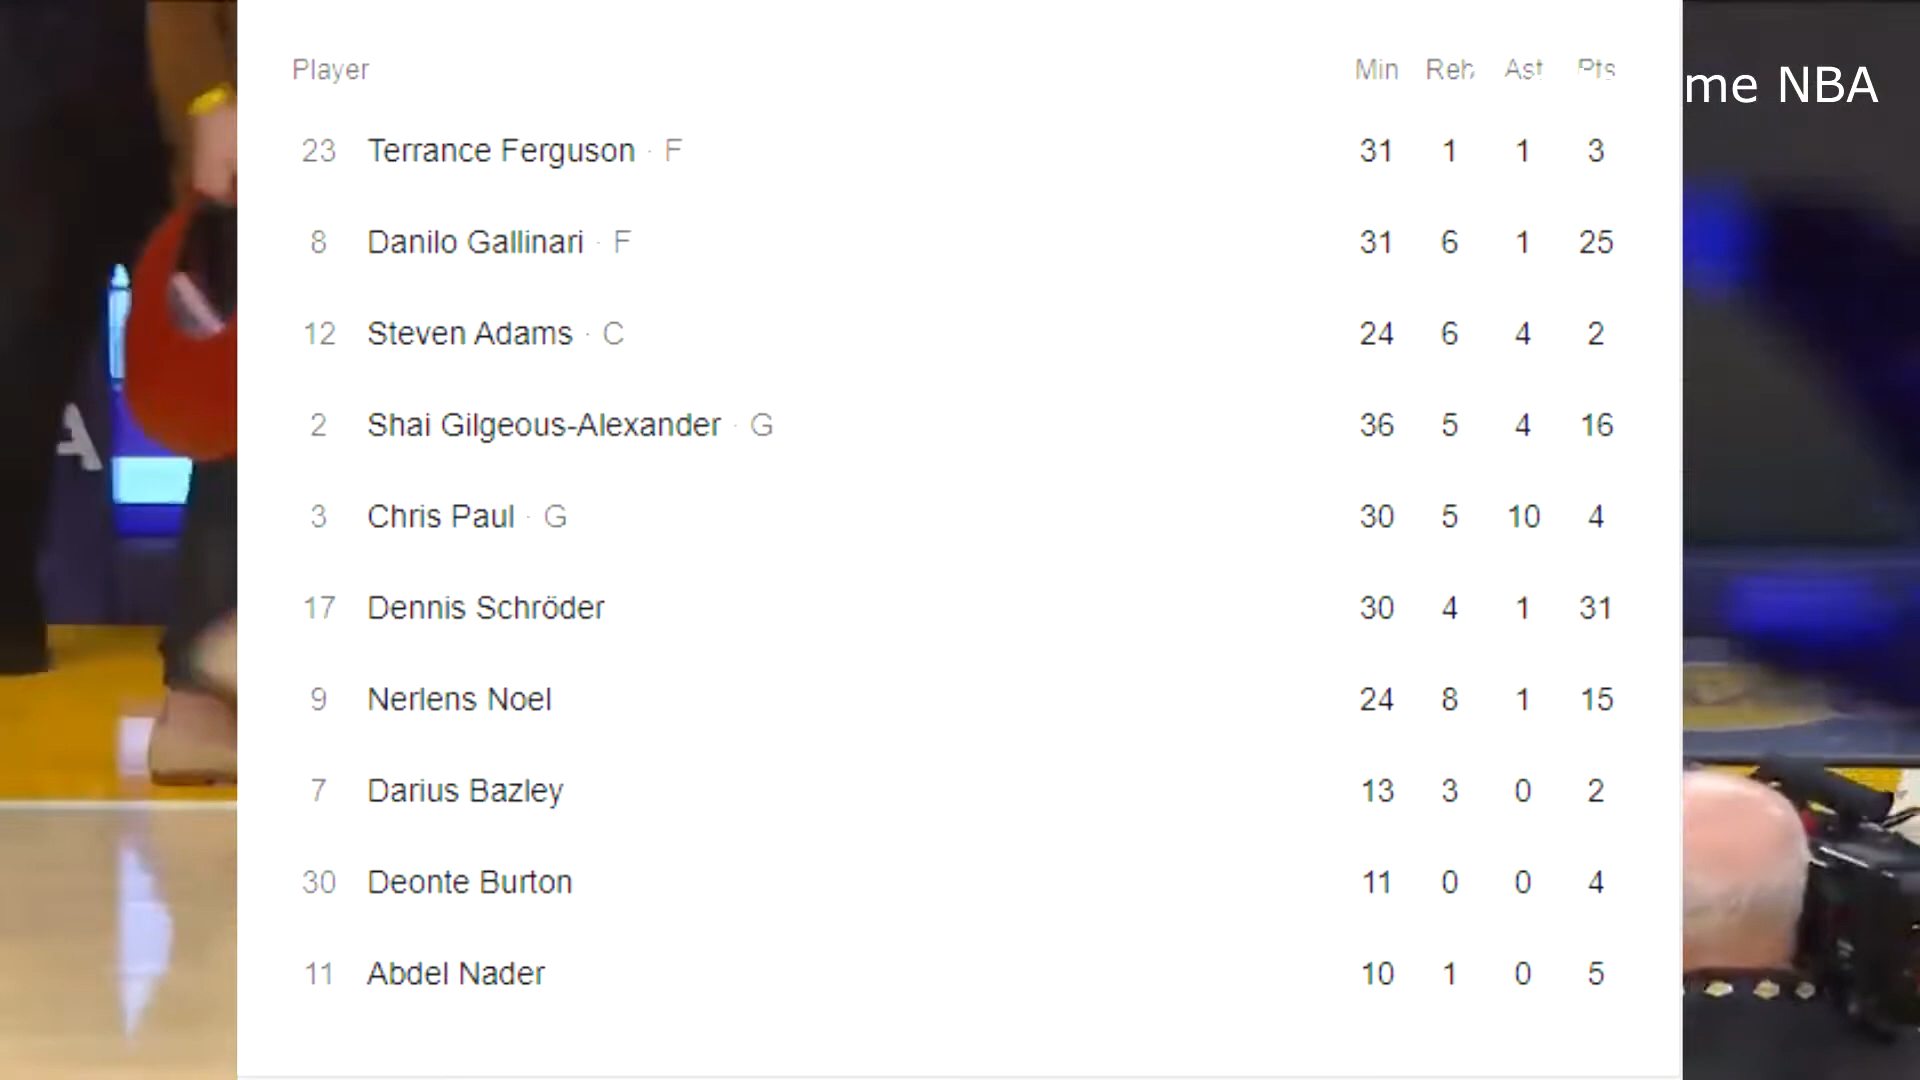 Player Min Reb Ast Pts
me NBA
23 Terrance Ferguson · F 31 1 1 3
8 Danilo Gallinari · F 31 6 1 25
12 Steven Adams · C 24 6 4 2
2 Shai Gilgeous-Alexander · G 36 5 4 16
3 Chris Paul · G 30 5 10 4
17 Dennis Schröder 30 4 1 31
9 Nerlens Noel 24 8 1 15
7 Darius Bazley 13 3 0 2
30 Deonte Burton 11 0 0 4
11 Abdel Nader 10 1 0 5
A